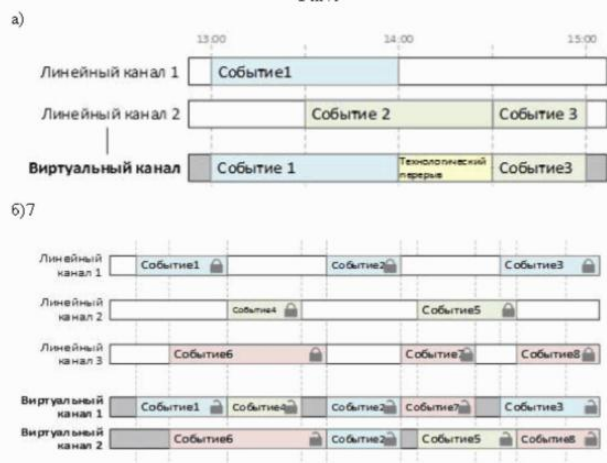 а)
13:00 14:00 15:00
Линейный канал 1 Событие1
Линейный канал 2 Событие 2 Событие 3
Виртуальный канал Событие 1 Технологический перерыв Событие3
б)7
Линейный канал 1 Событие1 Событие2 Событие3
Линейный канал 2 Событие4 Событие5
Линейный канал 3 Событие6 Событие7 Событие8
Виртуальный канал 1 Событие1 Событие4 Событие2 Событие7 Событие3
Виртуальный канал 2 Событие6 Событие2 Событие5 Событие8